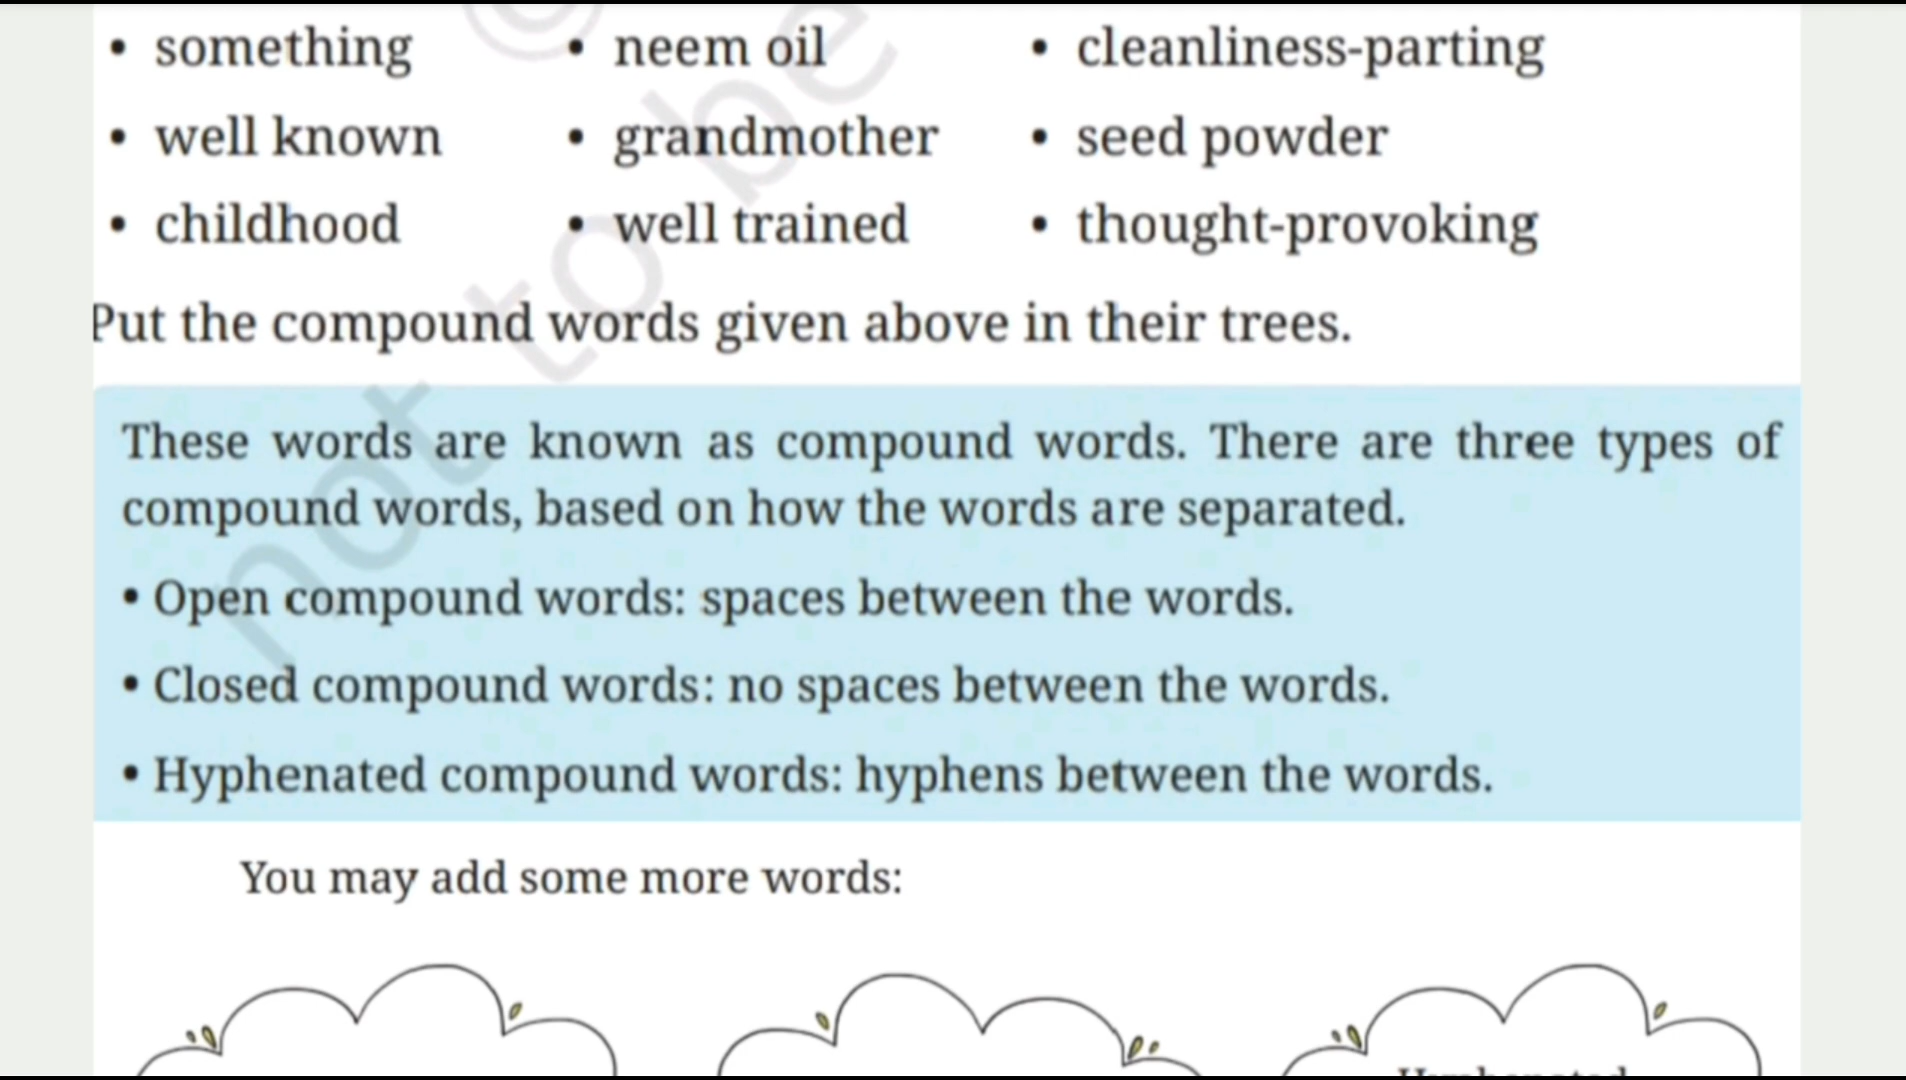 • something • neem oil • cleanliness-parting
• well known • grandmother • seed powder
• childhood • well trained • thought-provoking
Put the compound words given above in their trees.
These words are known as compound words. There are three types of
compound words, based on how the words are separated.
• Open compound words: spaces between the words.
• Closed compound words: no spaces between the words.
• Hyphenated compound words: hyphens between the words.
You may add some more words:
© not to be